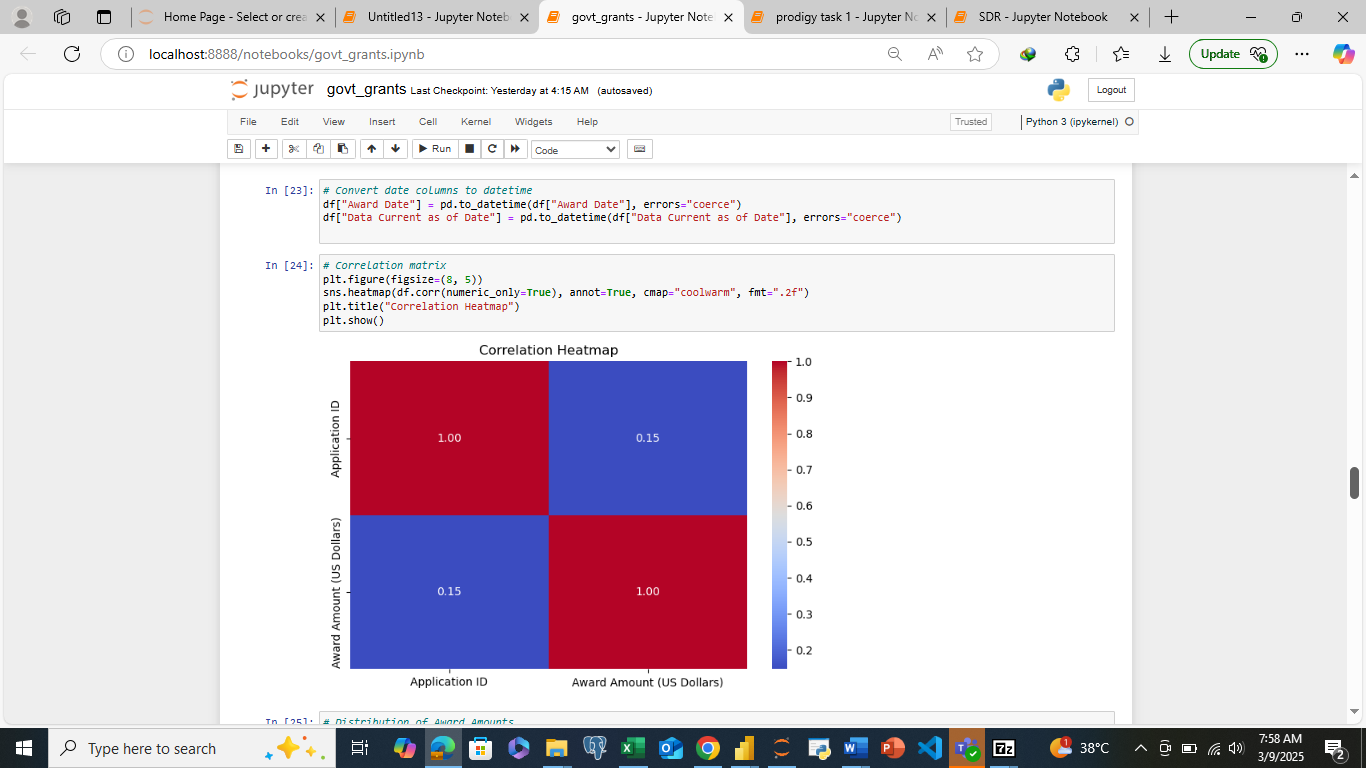 Home Page - Select or crea
Untitled13 - Jupyter Noteb
govt_grants - Jupyter Note
prodigy task 1 - Jupyter No
SDR - Jupyter Notebook
localhost:8888/notebooks/govt_grants.ipynb
Update
jupyter govt_grants Last Checkpoint: Yesterday at 4:15 AM (autosaved)
Logout
File Edit View Insert Cell Kernel Widgets Help
Trusted
Python 3 (ipykernel)
Run
Code
In [23]:
# Convert date columns to datetime
df["Award Date"] = pd.to_datetime(df["Award Date"], errors="coerce")
df["Data Current as of Date"] = pd.to_datetime(df["Data Current as of Date"], errors="coerce")
In [24]:
# Correlation matrix
plt.figure(figsize=(8, 5))
sns.heatmap(df.corr(numeric_only=True), annot=True, cmap="coolwarm", fmt=".2f")
plt.title("Correlation Heatmap")
plt.show()
Correlation Heatmap
Application ID
1.00
0.15
Award Amount (US Dollars)
0.15
1.00
Application ID
Award Amount (US Dollars)
1.0
0.9
0.8
0.7
0.6
0.5
0.4
0.3
0.2
In [25]:
# Distribution of Award Amounts
Type here to search
7z
1
38°C
7:58 AM
3/9/2025
2